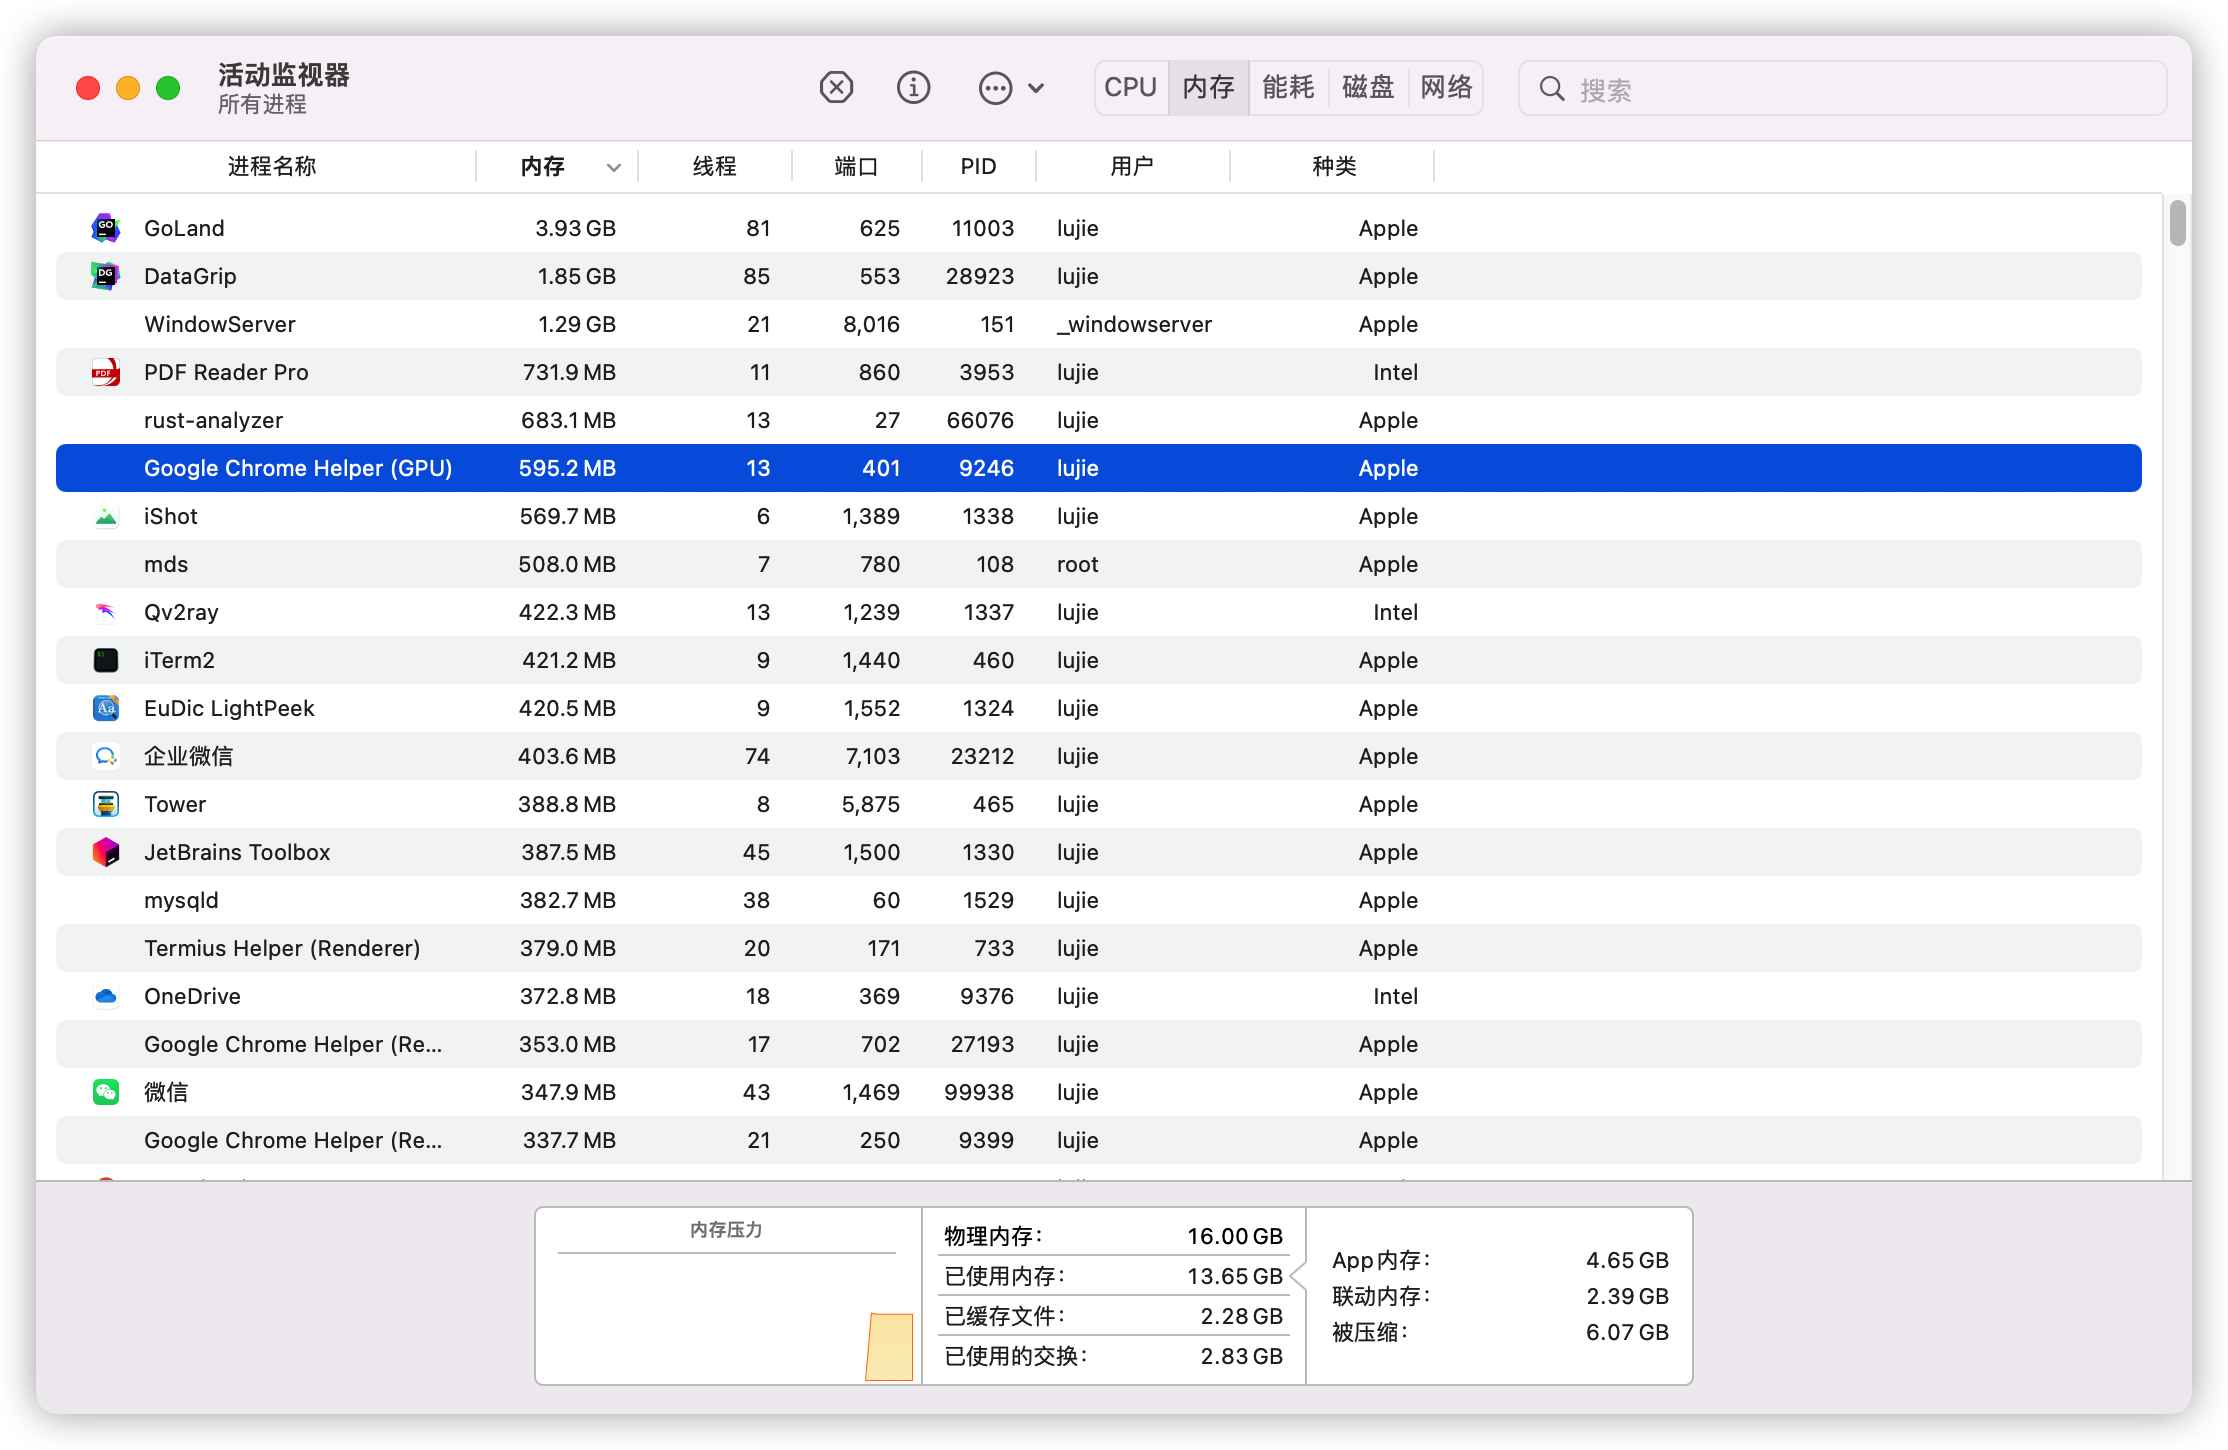 活动监视器
所有进程
CPU 内存 能耗 磁盘 网络 搜索
进程名称 内存 线程 端口 PID 用户 种类
GoLand 3.93 GB 81 625 11003 lujie Apple
DataGrip 1.85 GB 85 553 28923 lujie Apple
WindowServer 1.29 GB 21 8,016 151 _windowserver Apple
PDF Reader Pro 731.9 MB 11 860 3953 lujie Intel
rust-analyzer 683.1 MB 13 27 66076 lujie Apple
Google Chrome Helper (GPU) 595.2 MB 13 401 9246 lujie Apple
iShot 569.7 MB 6 1,389 1338 lujie Apple
mds 508.0 MB 7 780 108 root Apple
Qv2ray 422.3 MB 13 1,239 1337 lujie Intel
iTerm2 421.2 MB 9 1,440 460 lujie Apple
EuDic LightPeek 420.5 MB 9 1,552 1324 lujie Apple
企业微信 403.6 MB 74 7,103 23212 lujie Apple
Tower 388.8 MB 8 5,875 465 lujie Apple
JetBrains Toolbox 387.5 MB 45 1,500 1330 lujie Apple
mysqld 382.7 MB 38 60 1529 lujie Apple
Termius Helper (Renderer) 379.0 MB 20 171 733 lujie Apple
OneDrive 372.8 MB 18 369 9376 lujie Intel
Google Chrome Helper (Re... 353.0 MB 17 702 27193 lujie Apple
微信 347.9 MB 43 1,469 99938 lujie Apple
Google Chrome Helper (Re... 337.7 MB 21 250 9399 lujie Apple
内存压力
物理内存: 16.00 GB
已使用内存: 13.65 GB
已缓存文件: 2.28 GB
已使用的交换: 2.83 GB
App内存: 4.65 GB
联动内存: 2.39 GB
被压缩: 6.07 GB